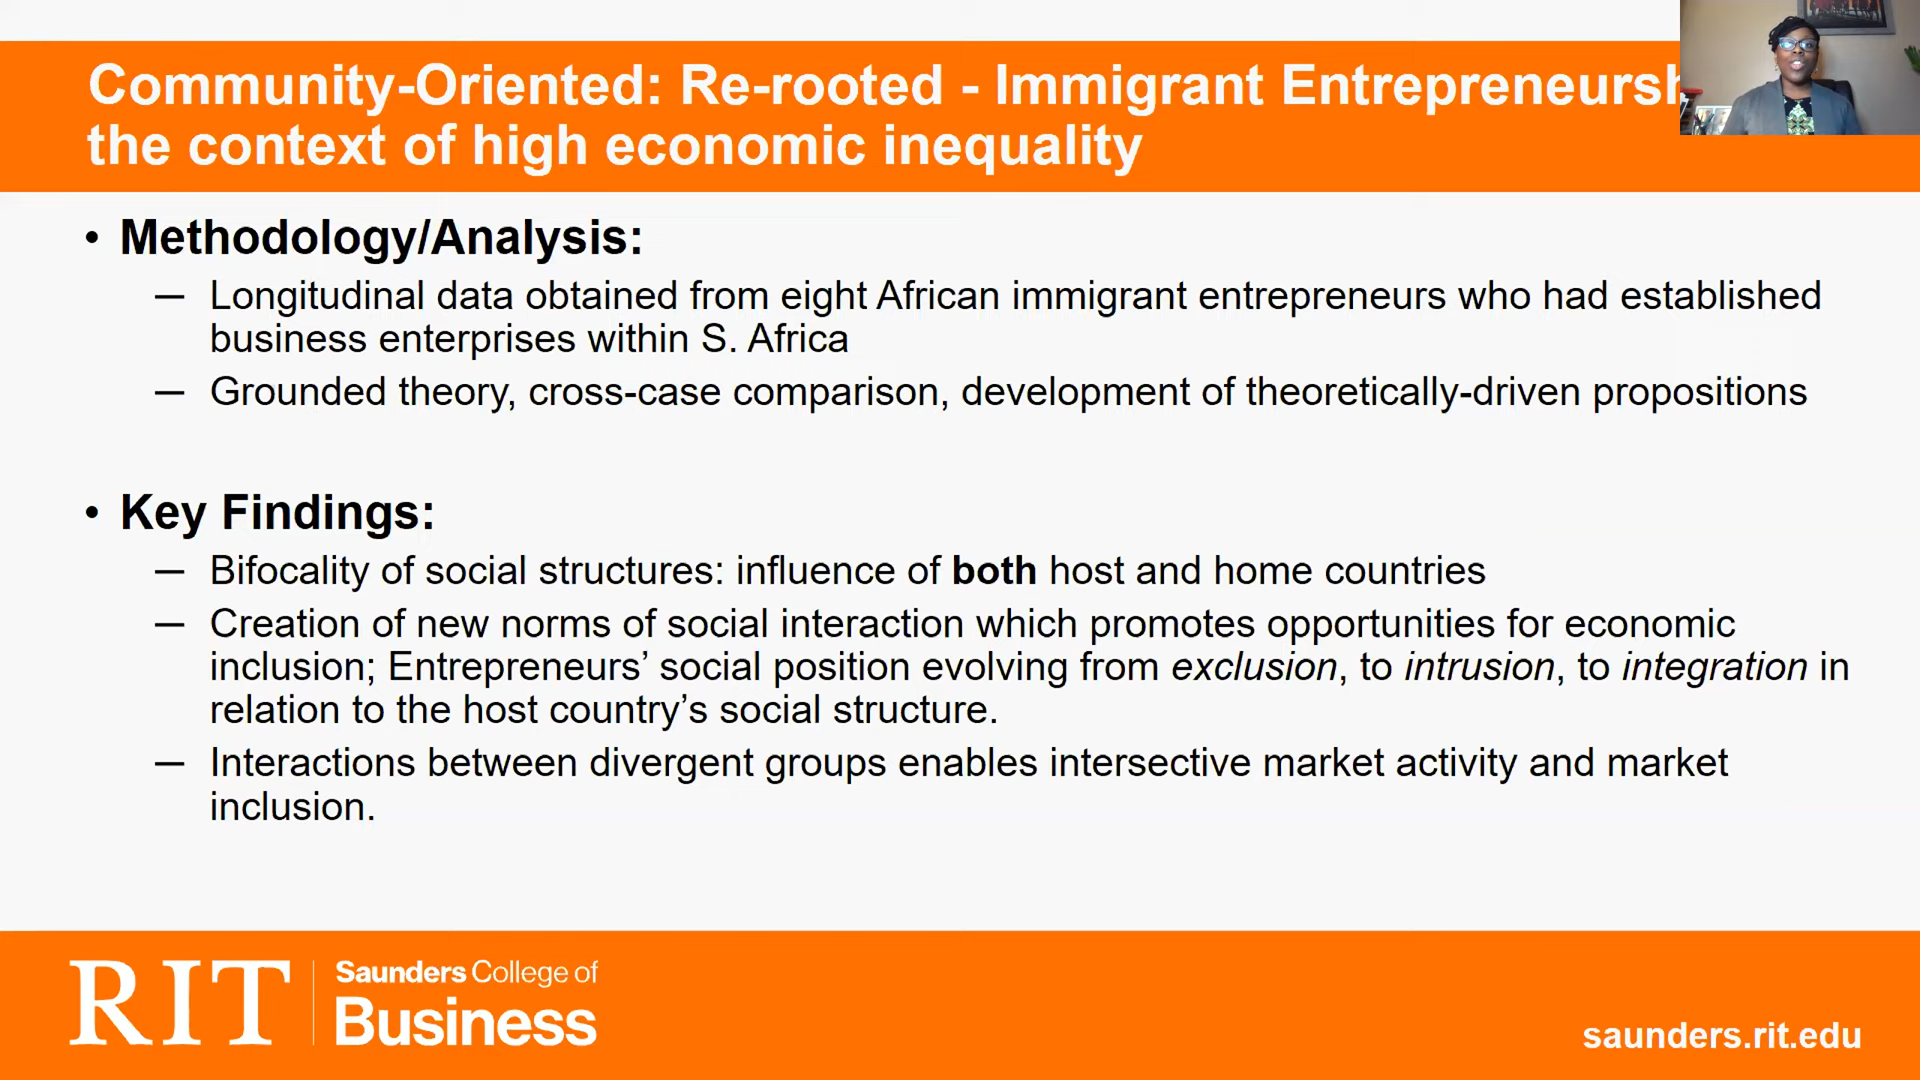 Community-Oriented: Re-rooted - Immigrant
the context of high economic inequality
• Methodology/Analysis:
— Longitudinal data obtained from eight African immigrant entrepreneurs who had established
business enterprises within S. Africa
— Grounded theory, cross-case comparison, development of theoretically-driven propositions
• Key Findings:
— Bifocality of social structures: influence of both host and home countries
— Creation of new norms of social interaction which promotes opportunities for economic
inclusion; Entrepreneurs’ social position evolving from exclusion, to intrusion, to integration in
relation to the host country’s social structure.
— Interactions between divergent groups enables intersective market activity and market
inclusion.
RIT
Saunders College of
Business
saunders.rit.edu